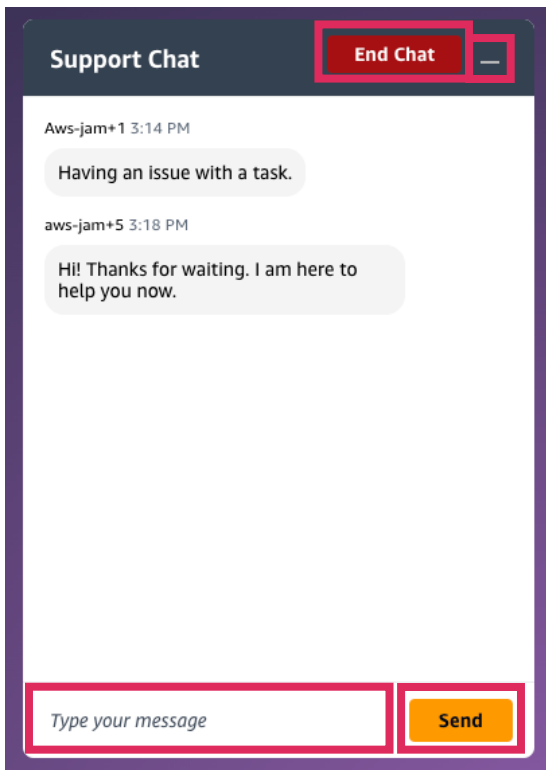 Support Chat
End Chat
Aws-jam+1 3:14 PM
Having an issue with a task.
aws-jam+5 3:18 PM
Hi! Thanks for waiting. I am here to
help you now.
Type your message
Send